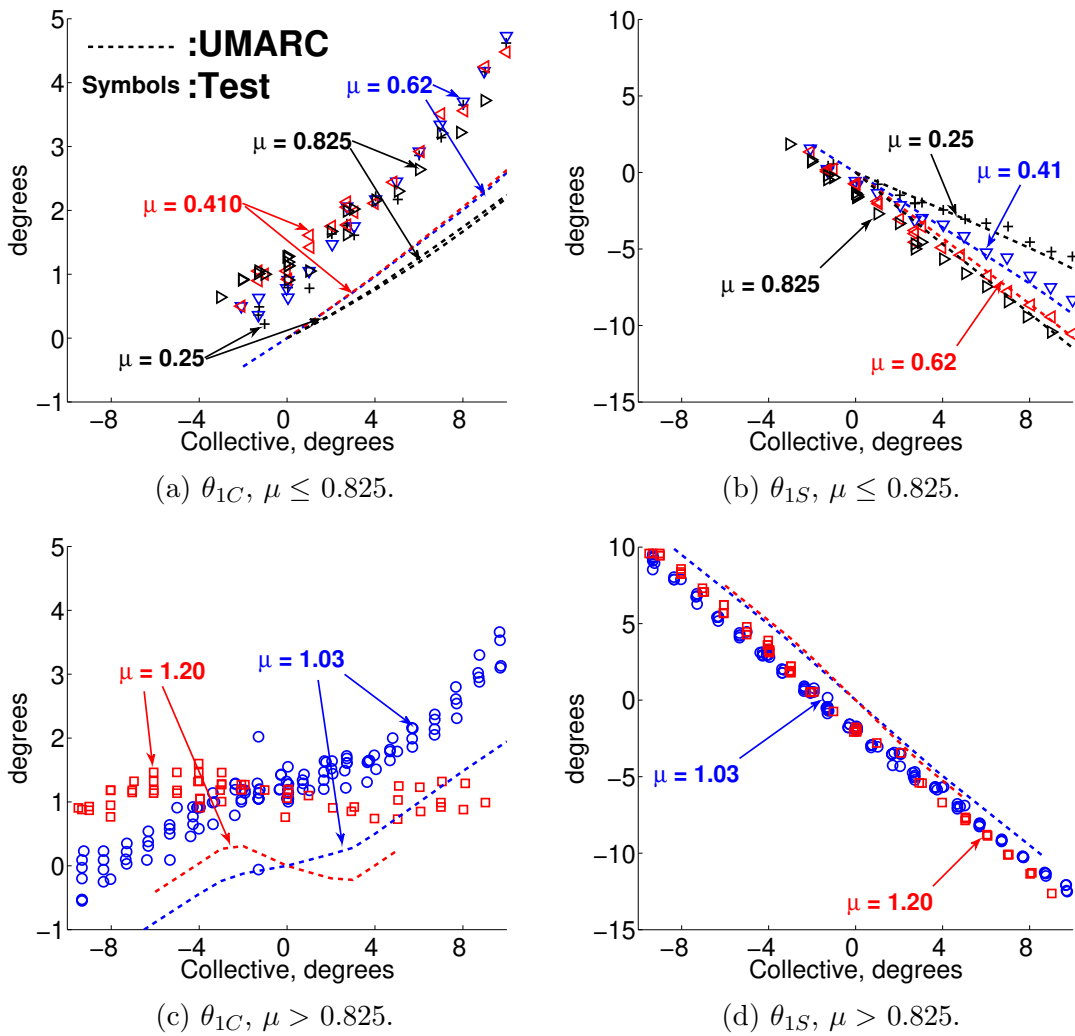 5
4
3
2
1
0
−1
degrees
:UMARC
Symbols :Test
μ = 0.62
μ = 0.825
μ = 0.410
μ = 0.25
−8 −4 0 4 8
Collective, degrees
(a) θ1C, μ ≤ 0.825.
10
5
0
−5
−10
−15
degrees
μ = 0.25
μ = 0.41
μ = 0.825
μ = 0.62
−8 −4 0 4 8
Collective, degrees
(b) θ1S, μ ≤ 0.825.
5
4
3
2
1
0
−1
degrees
μ = 1.20
μ = 1.03
−8 −4 0 4 8
Collective, degrees
(c) θ1C, μ > 0.825.
10
5
0
−5
−10
−15
degrees
μ = 1.03
μ = 1.20
−8 −4 0 4 8
Collective, degrees
(d) θ1S, μ > 0.825.